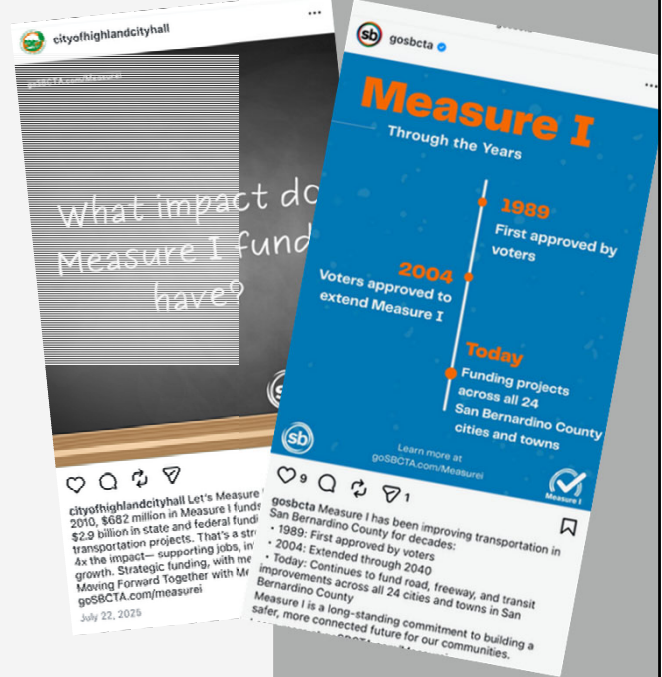 cityofhighlandcityhall
goSBCTA.com/Measurei
What impact do
Measure I fund
have?
cityofhighlandcityhall Let's Measure
2010, $682 million in Measure I funds
$2.9 billion in state and federal fundi
transportation projects. That's a str
4x the impact— supporting jobs, in
growth. Strategic funding, with me
Moving Forward Together with Me
goSBCTA.com/measurei
July 22, 2025
sb
gosbcta
Measure I
Through the Years
1989
First approved by
voters
2004
Voters approved to
extend Measure I
Today
Funding projects
across all 24
San Bernardino County
cities and towns
sb
Learn more at
goSBCTA.com/Measurei
Measure I
9
1
gosbcta Measure I has been improving transportation in
San Bernardino County for decades:
• 1989: First approved by voters
• 2004: Extended through 2040
• Today: Continues to fund road, freeway, and transit
improvements across all 24 cities and towns in San
Bernardino County
Measure I is a long-standing commitment to building a
safer, more connected future for our communities.